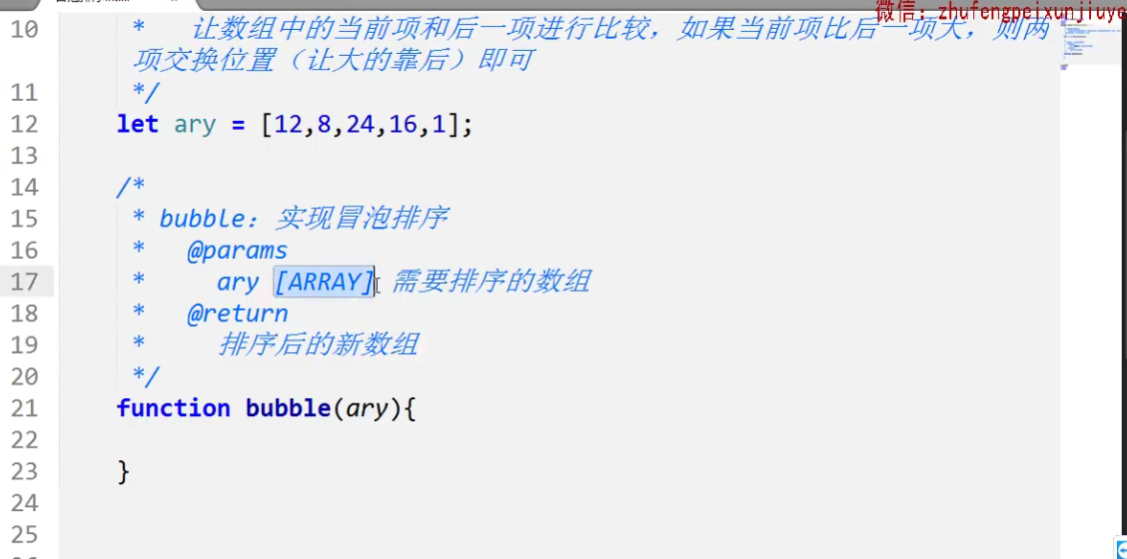 微信：zhufengpeixunjiuye
10 * 让数组中的当前项和后一项进行比较，如果当前项比后一项大，则两
项交换位置（让大的靠后）即可
11 */
12 let ary = [12,8,24,16,1];
13
14 /*
15 * bubble：实现冒泡排序
16 * @params
17 * ary [ARRAY] 需要排序的数组
18 * @return
19 * 排序后的新数组
20 */
21 function bubble(ary){
22
23 }
24
25